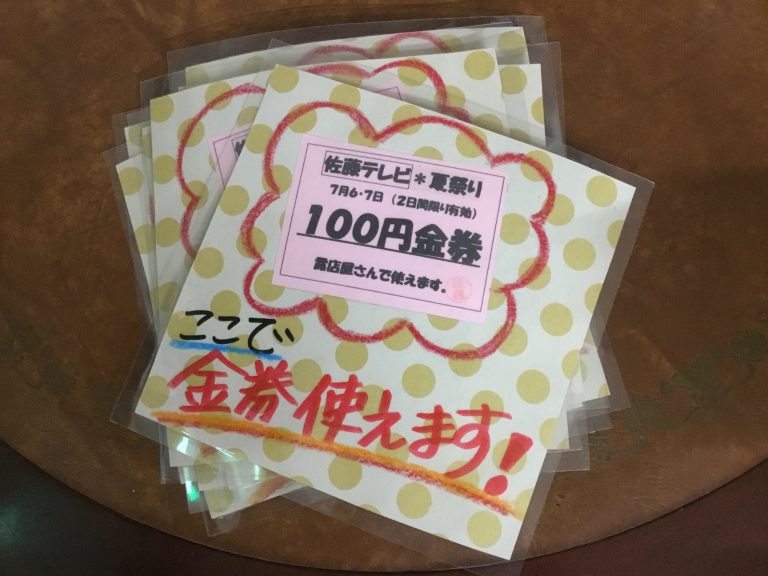 佐藤テレビ*夏祭り
7月6・7日（2日間限り有効）
100円金券
露店屋さんで使えます。
ここで
金券使えます！